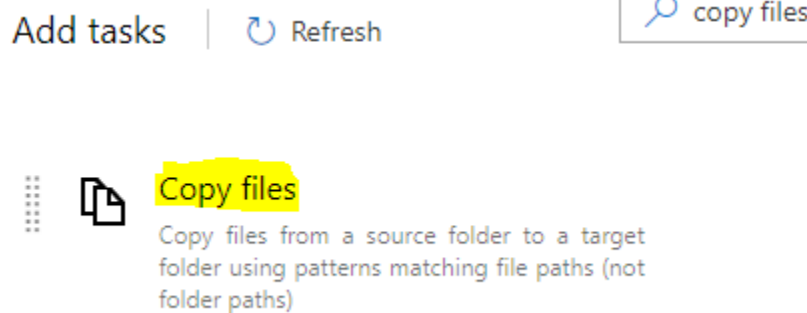 Add tasks
Refresh
copy files
Copy files
Copy files from a source folder to a target
folder using patterns matching file paths (not
folder paths)